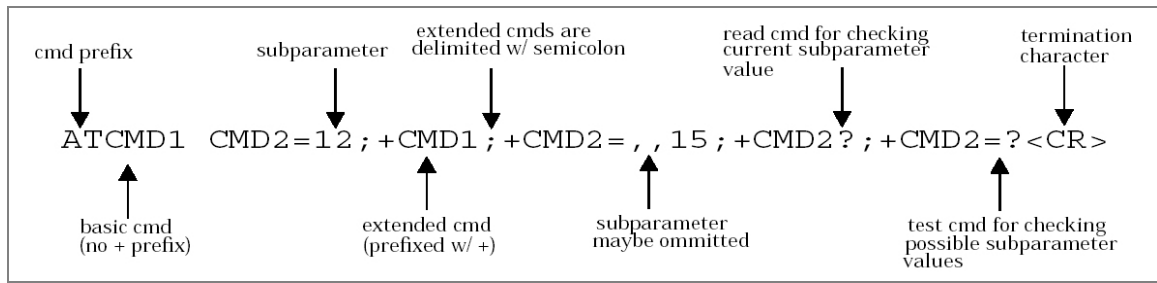 cmd prefix
subparameter
extended cmds are
delimited w/ semicolon
read cmd for checking
current subparameter
value
termination
character
ATCMD1 CMD2=12;+CMD1;+CMD2=,,15;+CMD2?;+CMD2=?<CR>
basic cmd
(no + prefix)
extended cmd
(prefixed w/ +)
subparameter
maybe ommitted
test cmd for checking
possible subparameter
values